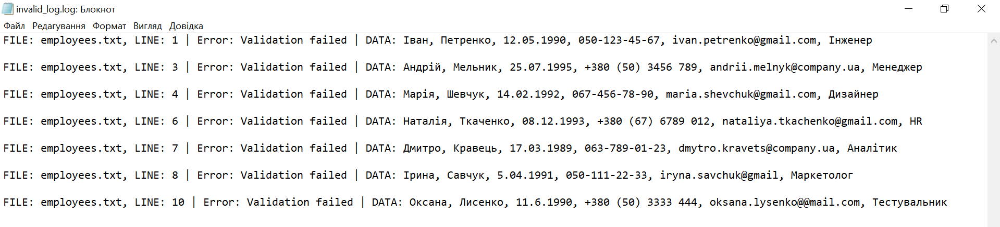 invalid_log.log: Блокнот
Файл Редагування Формат Вигляд Довідка
FILE: employees.txt, LINE: 1 | Error: Validation failed | DATA: Іван, Петренко, 12.05.1990, 050-123-45-67, ivan.petrenko@gmail.com, Інженер
FILE: employees.txt, LINE: 3 | Error: Validation failed | DATA: Андрій, Мельник, 25.07.1995, +380 (50) 3456 789, andrii.melnyk@company.ua, Менеджер
FILE: employees.txt, LINE: 4 | Error: Validation failed | DATA: Марія, Шевчук, 14.02.1992, 067-456-78-90, maria.shevchuk@gmail.com, Дизайнер
FILE: employees.txt, LINE: 6 | Error: Validation failed | DATA: Наталія, Ткаченко, 08.12.1993, +380 (67) 6789 012, nataliya.tkachenko@gmail.com, HR
FILE: employees.txt, LINE: 7 | Error: Validation failed | DATA: Дмитро, Кравець, 17.03.1989, 063-789-01-23, dmytro.kravets@company.ua, Аналітик
FILE: employees.txt, LINE: 8 | Error: Validation failed | DATA: Ірина, Савчук, 5.04.1991, 050-111-22-33, iryna.savchuk@gmail, Маркетолог
FILE: employees.txt, LINE: 10 | Error: Validation failed | DATA: Оксана, Лисенко, 11.6.1990, +380 (50) 3333 444, oksana.lysenko@@mail.com, Тестувальник